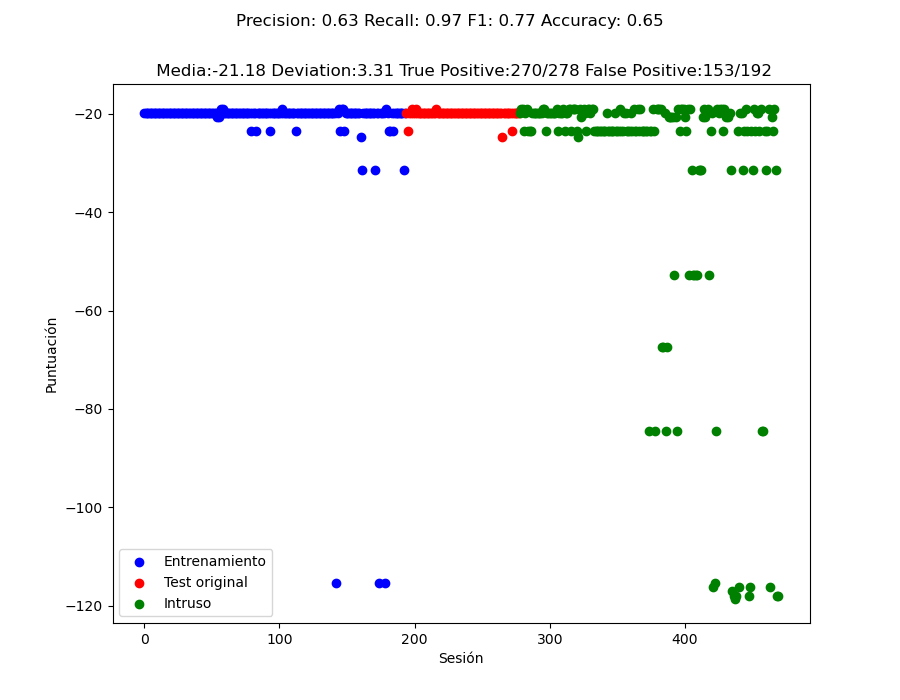 Precision: 0.63 Recall: 0.97 F1: 0.77 Accuracy: 0.65
Media:-21.18 Deviation:3.31 True Positive:270/278 False Positive:153/192
−20
−40
−60
−80
−100
−120
Puntuación
Entrenamiento
Test original
Intruso
0
100
200
300
400
Sesión